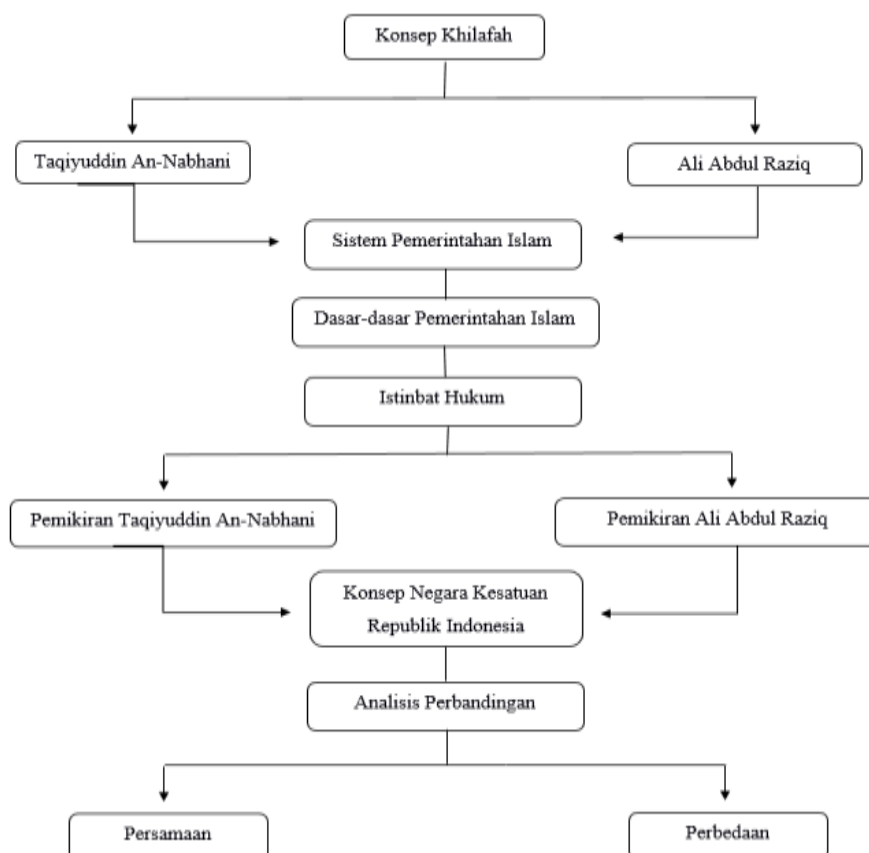 Konsep Khilafah
Taqiyuddin An-Nabhani
Ali Abdul Raziq
Sistem Pemerintahan Islam
Dasar-dasar Pemerintahan Islam
Istinbat Hukum
Pemikiran Taqiyuddin An-Nabhani
Pemikiran Ali Abdul Raziq
Konsep Negara Kesatuan
Republik Indonesia
Analisis Perbandingan
Persamaan
Perbedaan